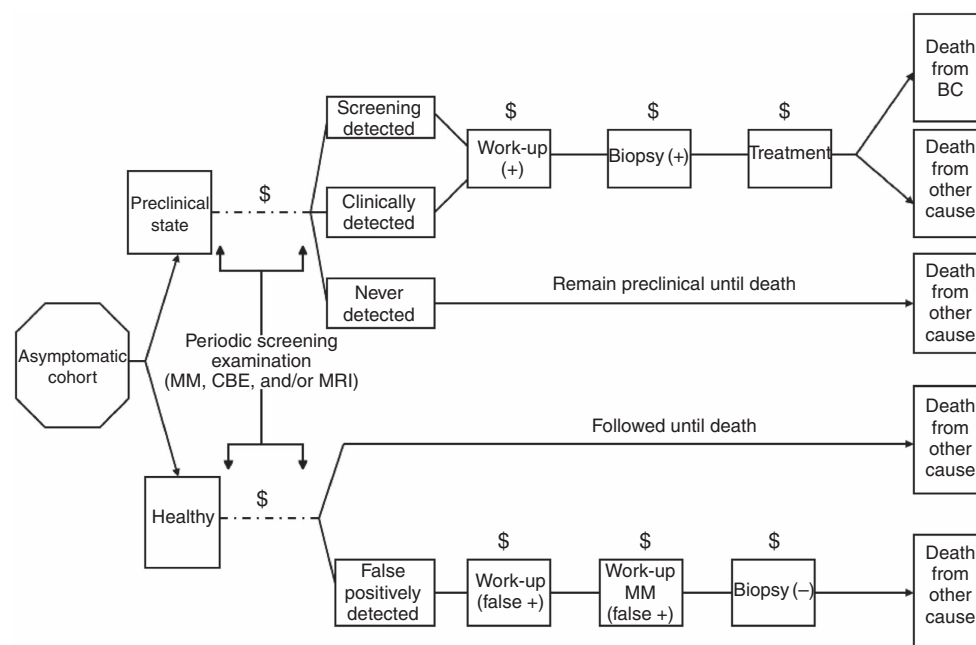 Death
from
BC
$
$
$
Screening
detected
Work-up
(+)
Biopsy (+)
Treatment
Death
from
other
cause
Preclinical
state
$
Clinically
detected
Never
detected
Remain preclinical until death
Death
from
other
cause
Asymptomatic
cohort
Periodic screening
examination
(MM, CBE, and/or MRI)
Followed until death
Death
from
other
cause
Healthy
$
$
$
$
False
positively
detected
Work-up
(false +)
Work-up
MM
(false +)
Biopsy (–)
Death
from
other
cause